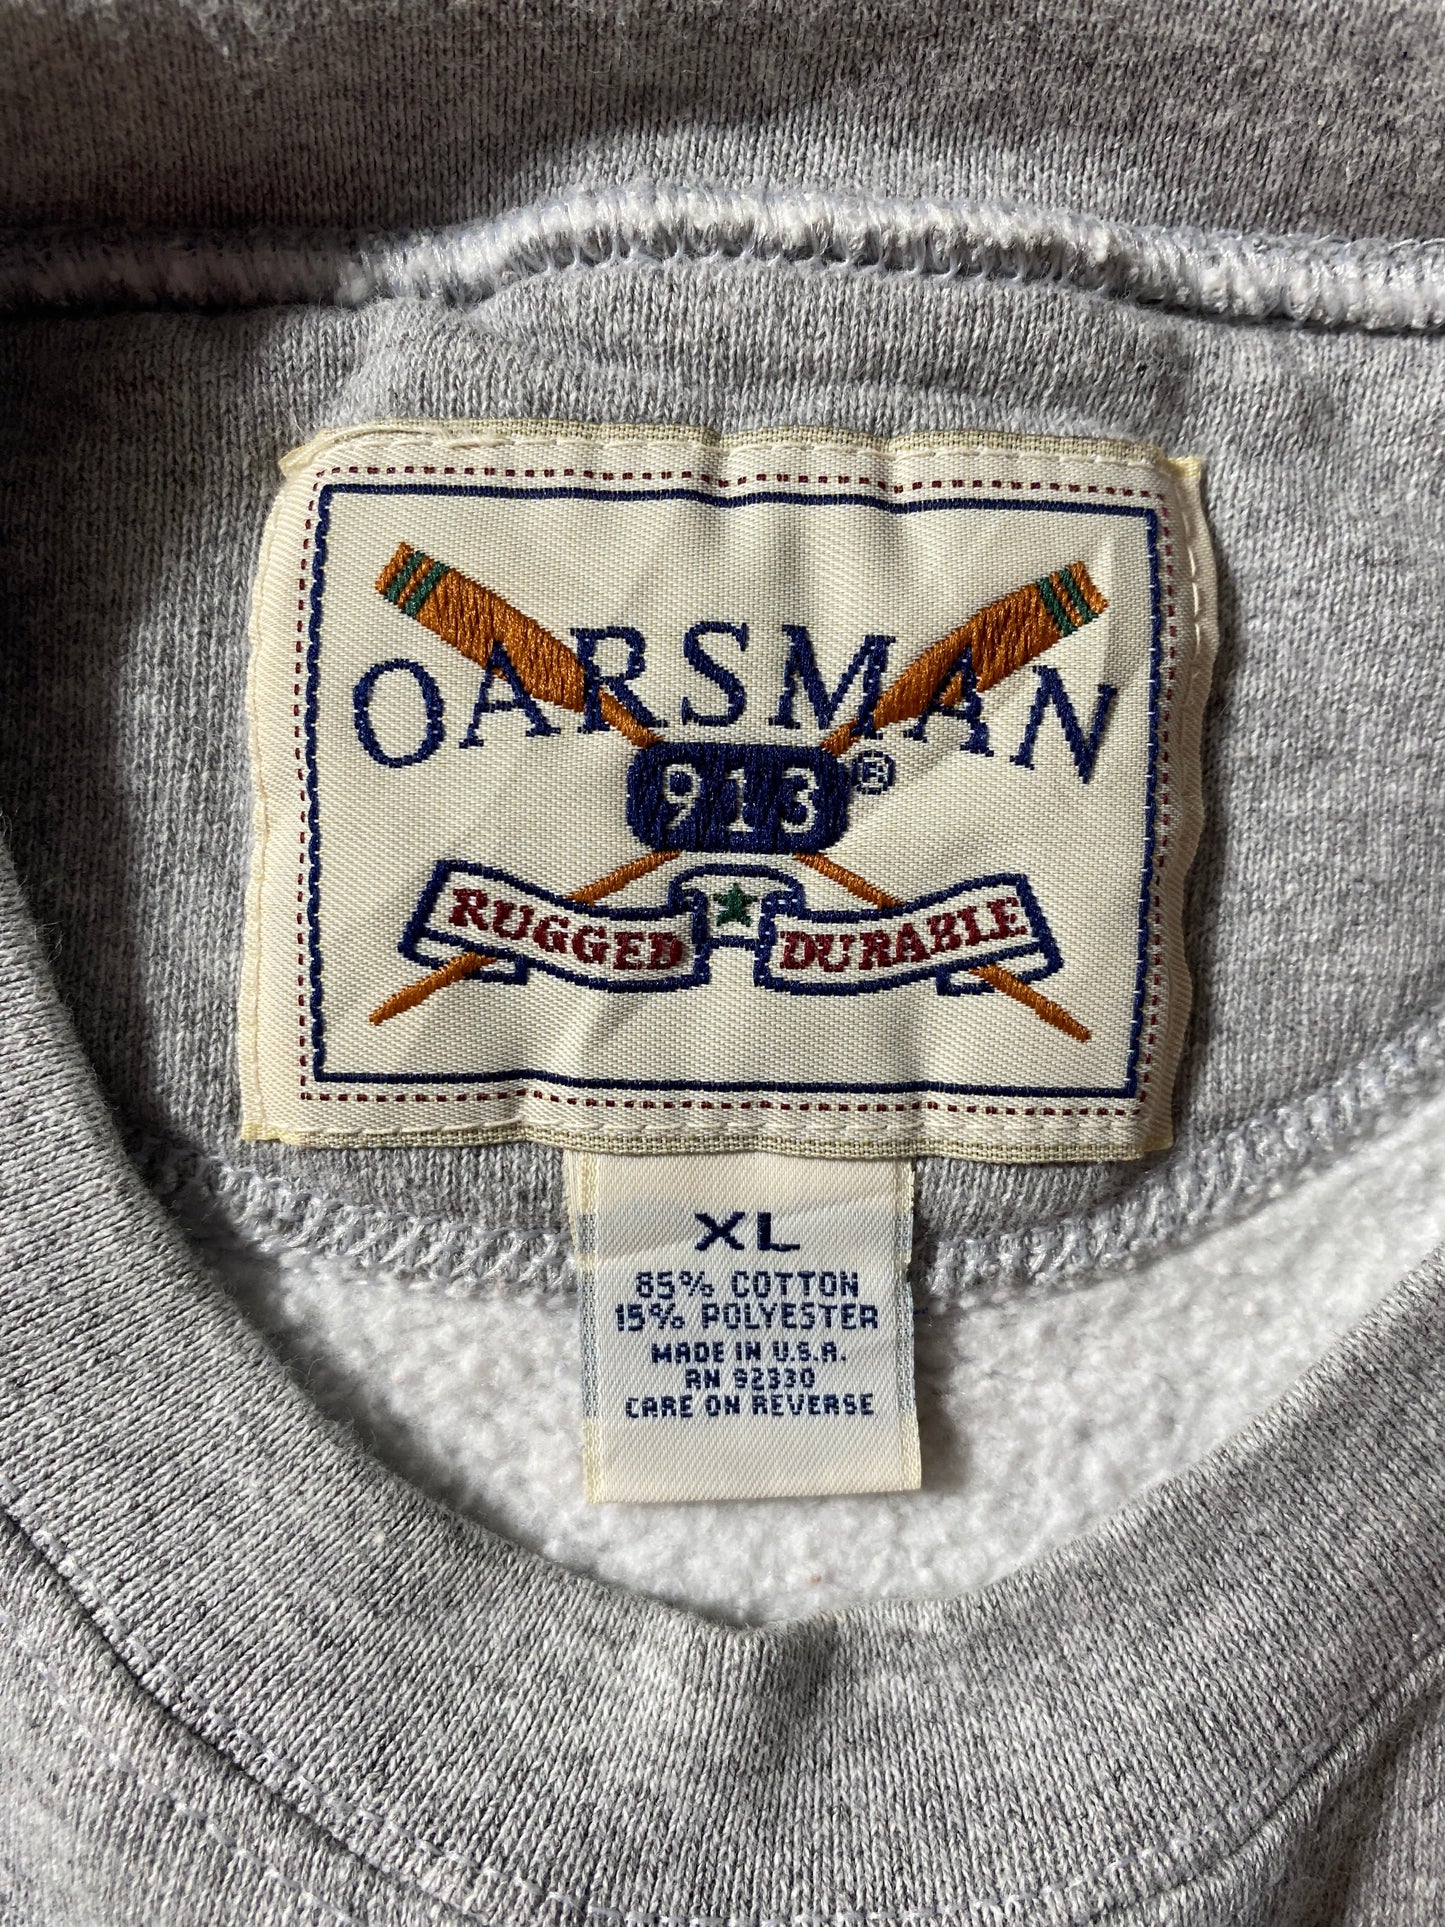 OARSMAN
913®
RUGGED ★ DURABLE
XL
85% COTTON
15% POLYESTER
MADE IN U.S.A.
RN 92330
CARE ON REVERSE